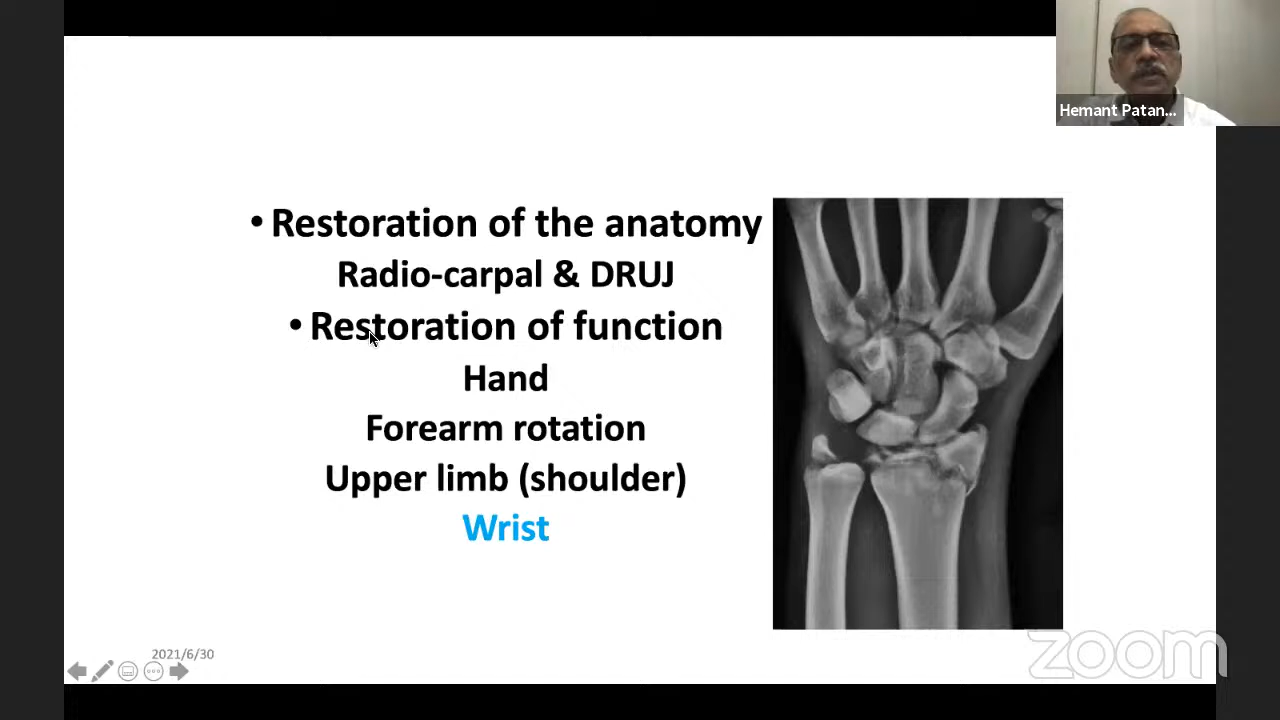 Hemant Patan...
• Restoration of the anatomy
Radio-carpal & DRUJ
• Restoration of function
Hand
Forearm rotation
Upper limb (shoulder)
Wrist
2021/6/30
zoom